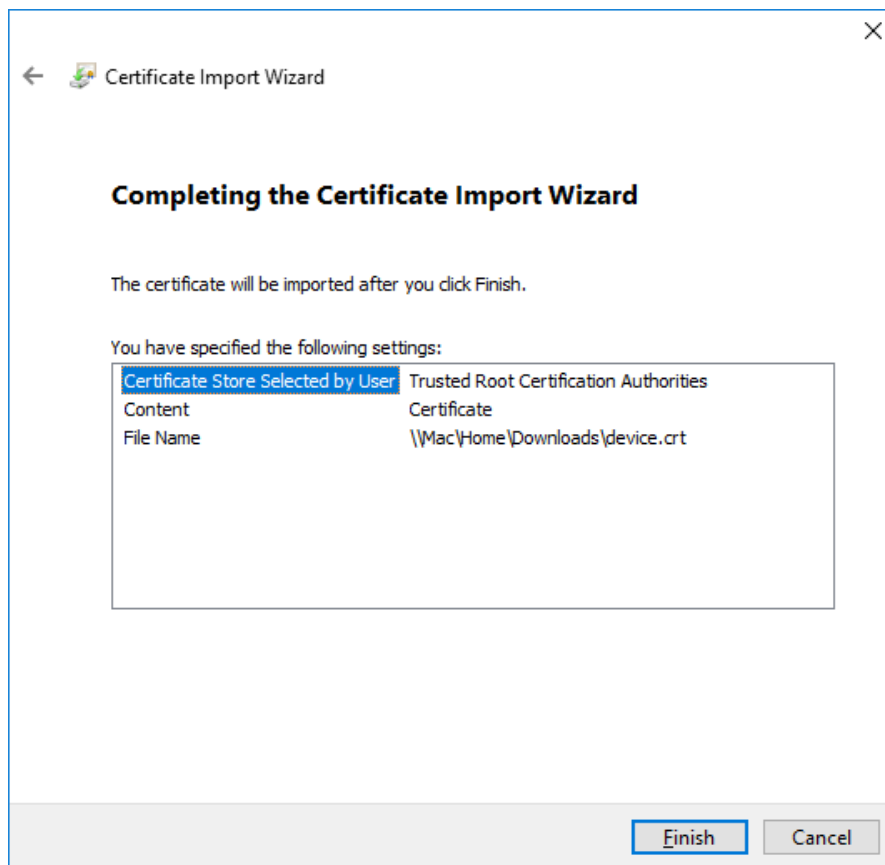 Certificate Import Wizard
Completing the Certificate Import Wizard
The certificate will be imported after you click Finish.
You have specified the following settings:
Certificate Store Selected by User Trusted Root Certification Authorities
Content Certificate
File Name \\Mac\Home\Downloads\device.crt
Finish Cancel